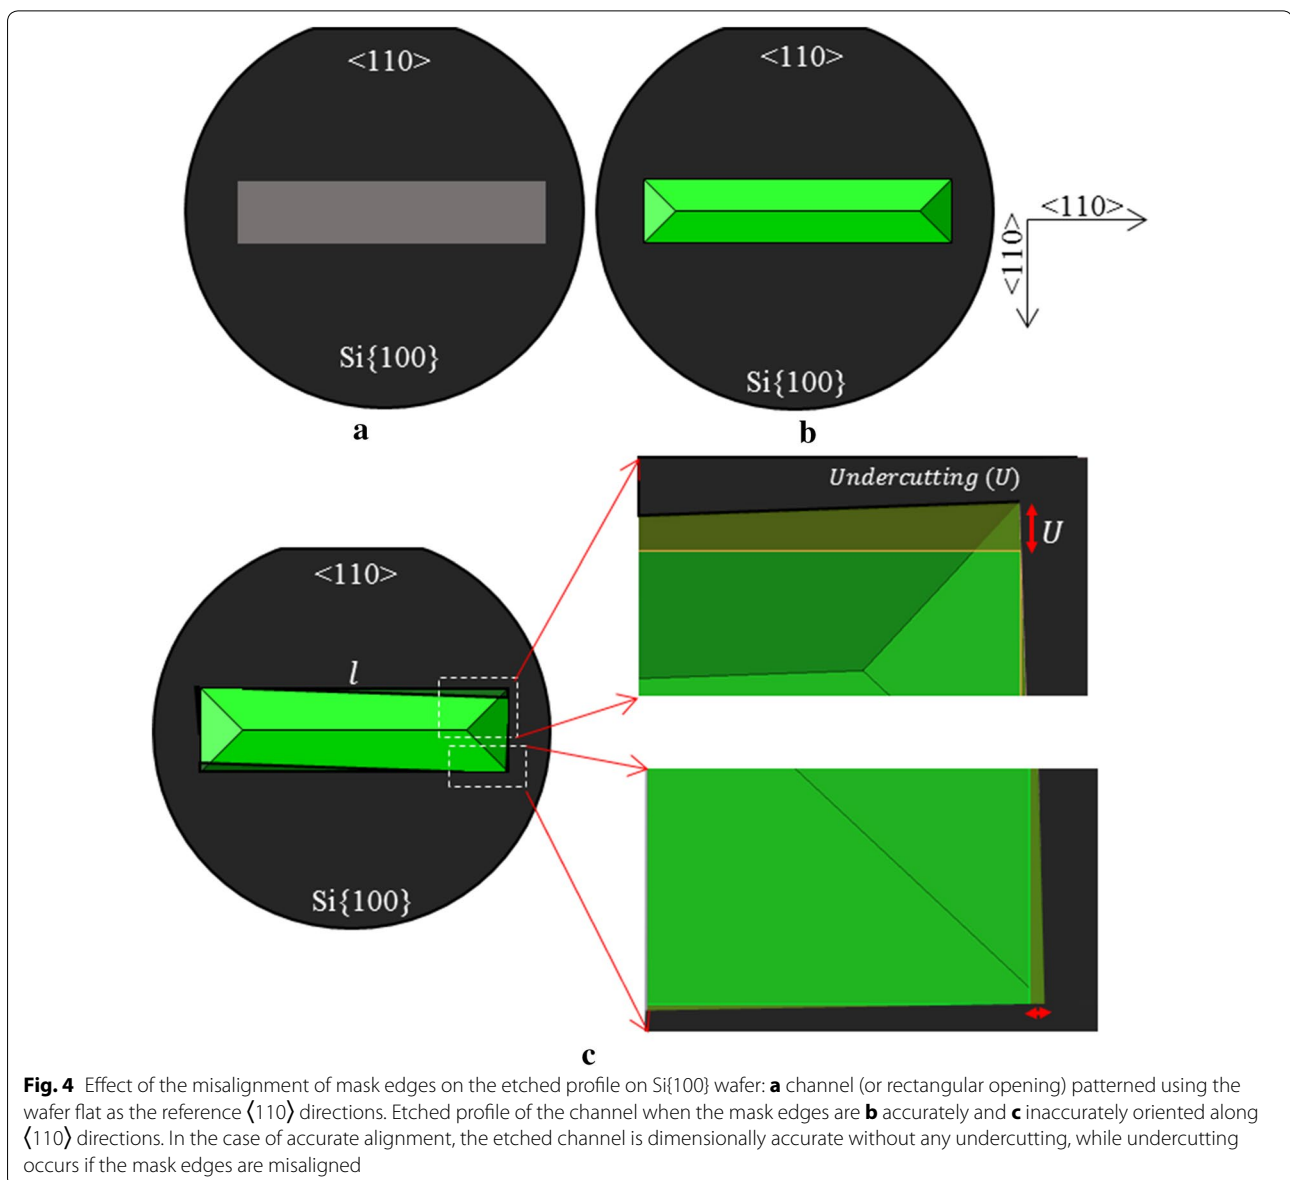 <110>
<110>
Si{100}
Si{100}
<110>
<110>
a
b
Undercutting (U)
U
<110>
l
Si{100}
c
Fig. 4 Effect of the misalignment of mask edges on the etched profile on Si{100} wafer: a channel (or rectangular opening) patterned using the
wafer flat as the reference ⟨110⟩ directions. Etched profile of the channel when the mask edges are b accurately and c inaccurately oriented along
⟨110⟩ directions. In the case of accurate alignment, the etched channel is dimensionally accurate without any undercutting, while undercutting
occurs if the mask edges are misaligned